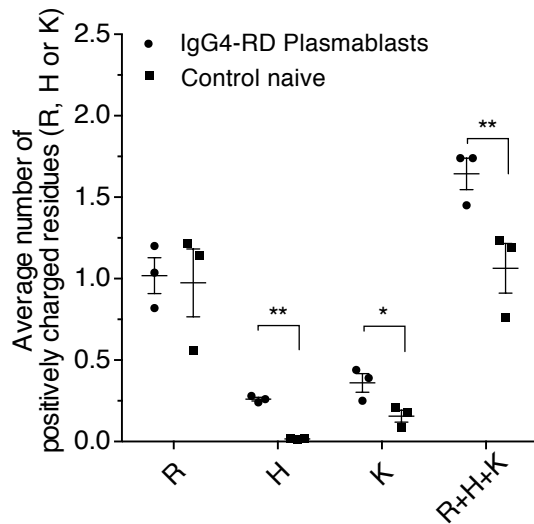 Average number of
positively charged residues (R, H or K)
2.5
2.0
1.5
1.0
0.5
0.0
IgG4-RD Plasmablasts
Control naive
**
*
**
R
H
K
R+H+K